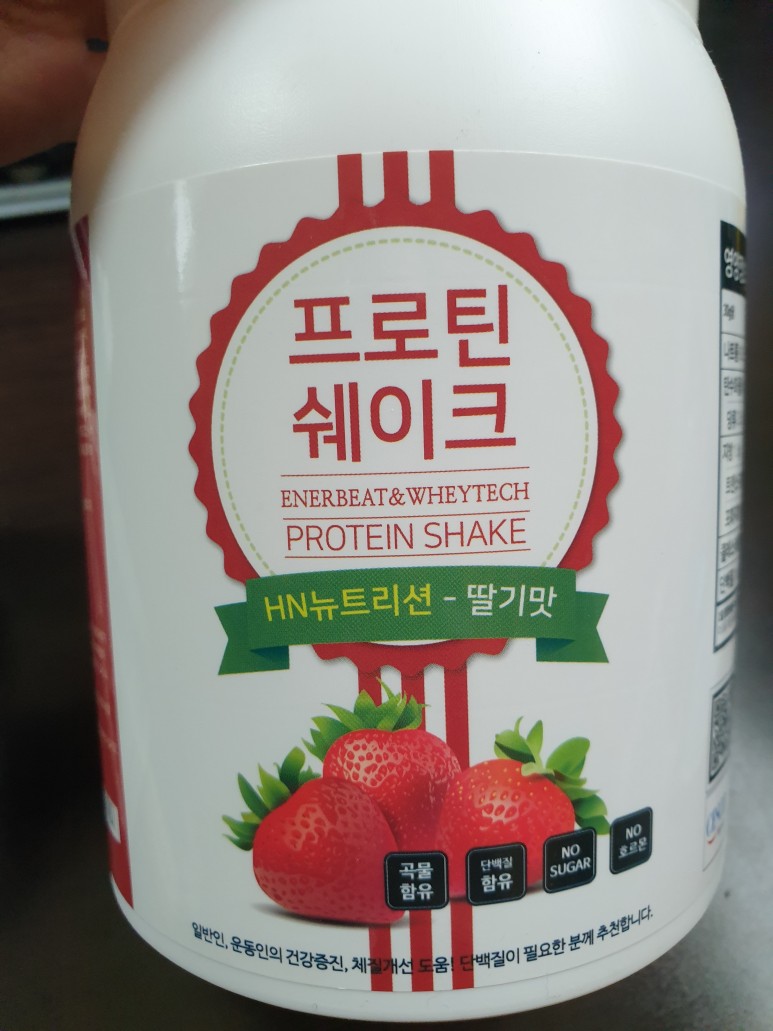 프로틴
쉐이크
ENERBEAT&WHEYTECH
PROTEIN SHAKE
HN뉴트리션 - 딸기맛
곡물
함유
단백질
함유
NO
SUGAR
NO
호르몬
일반인, 운동인의 건강증진, 체질개선 도움! 단백질이 필요한 분께 추천합니다.